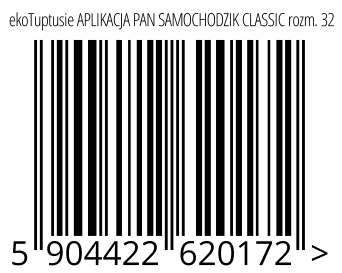 ekoTuptusie APLIKACJA PAN SAMOCHODZIK CLASSIC rozm. 32
5 904422 620172 >